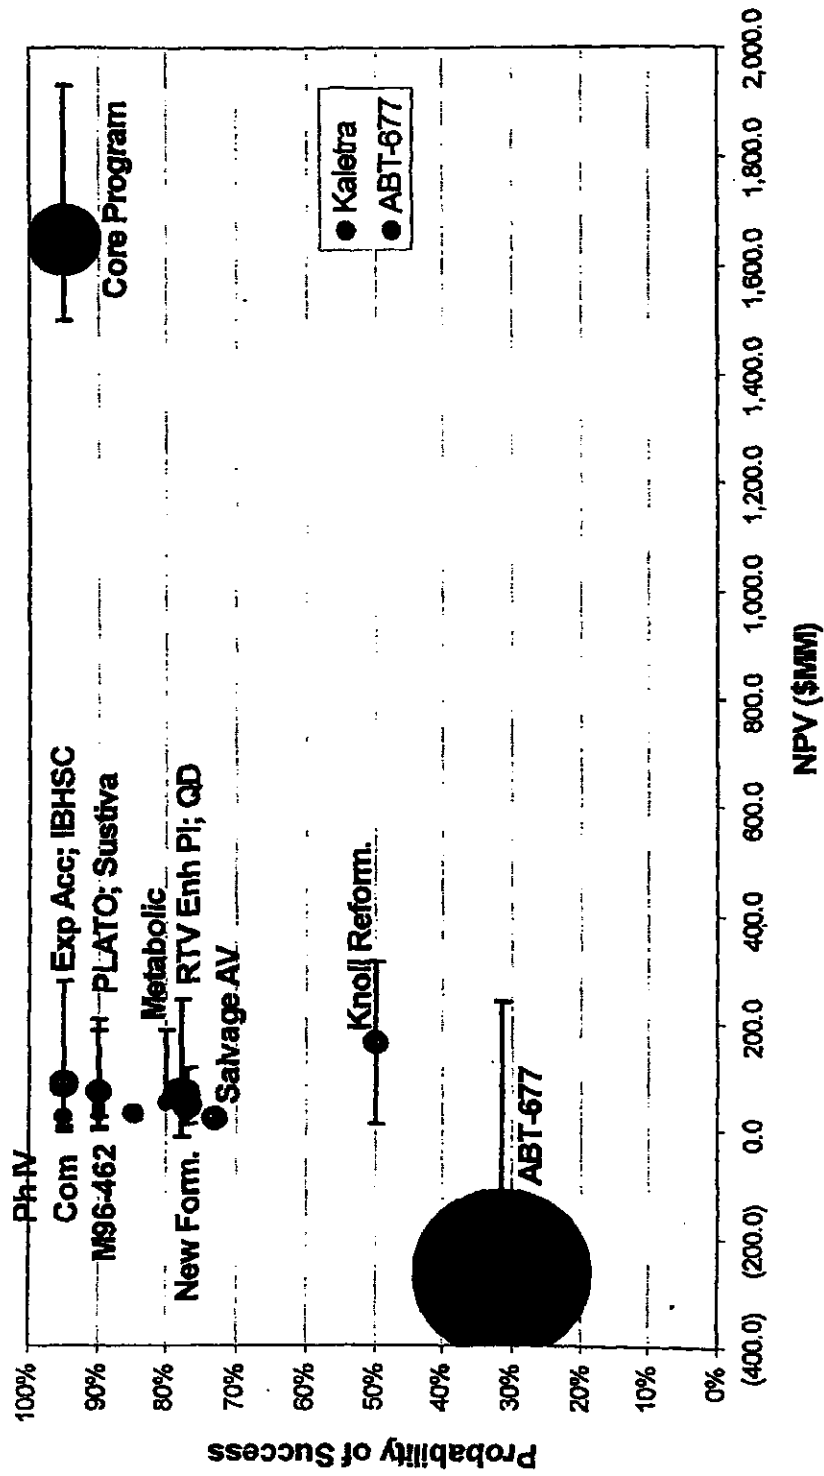 Probability of Success
100%
90%
80%
70%
60%
50%
40%
30%
20%
10%
0%
Ph IV
Com
Exp Acc; IBHSC
M96-462
PLATO; Sustiva
Metabolic
New Form.
RTV Enh PI; QD
Salvage AV
Knoll Reform.
ABT-677
Core Program
Kaletra
ABT-677
(400.0)
(200.0)
0.0
200.0
400.0
600.0
800.0
1,000.0
1,200.0
1,400.0
1,600.0
1,800.0
2,000.0
NPV ($MM)